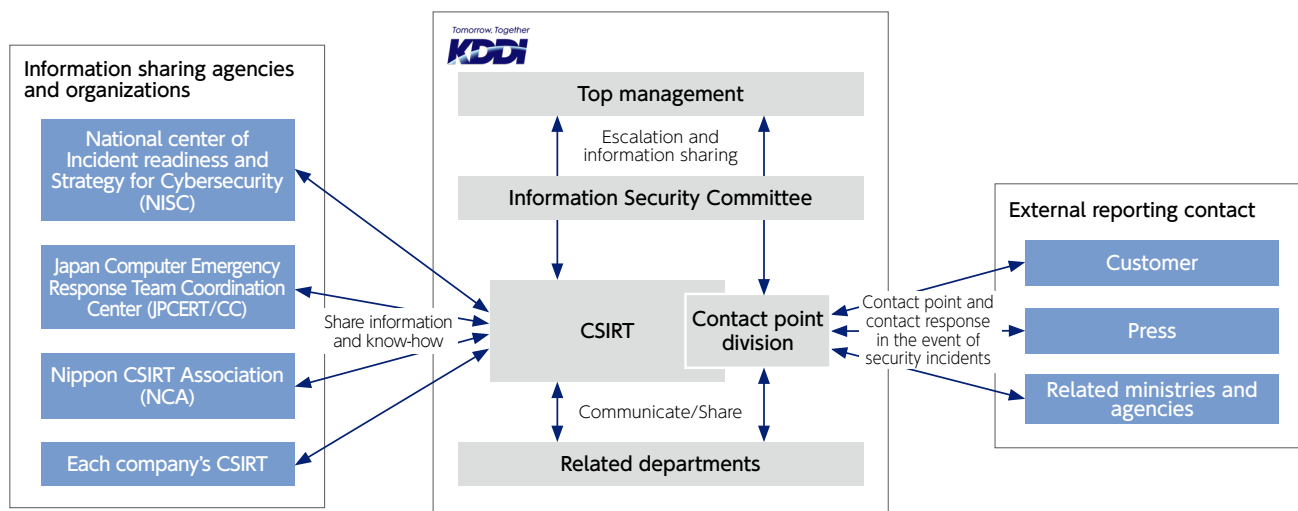 Information sharing agencies
and organizations
National center of
Incident readiness and
Strategy for Cybersecurity
(NISC)
Japan Computer Emergency
Response Team Coordination
Center (JPCERT/CC)
Nippon CSIRT Association
(NCA)
Each company's CSIRT
Share information
and know-how
Tomorrow, Together
KDDI
Top management
Escalation and
information sharing
Information Security Committee
CSIRT
Contact point
division
Communicate/Share
Related departments
Contact point and
contact response
in the event of
security incidents
External reporting contact
Customer
Press
Related ministries and
agencies